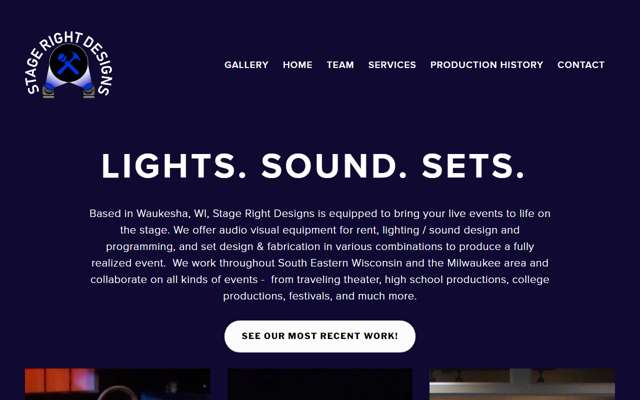 STAGE RIGHT DESIGNS
GALLERY HOME TEAM SERVICES PRODUCTION HISTORY CONTACT
LIGHTS. SOUND. SETS.
Based in Waukesha, WI, Stage Right Designs is equipped to bring your live events to life on
the stage. We offer audio visual equipment for rent, lighting / sound design and
programming, and set design & fabrication in various combinations to produce a fully
realized event.  We work throughout South Eastern Wisconsin and the Milwaukee area and
collaborate on all kinds of events -  from traveling theater, high school productions, college
productions, festivals, and much more.
SEE OUR MOST RECENT WORK!